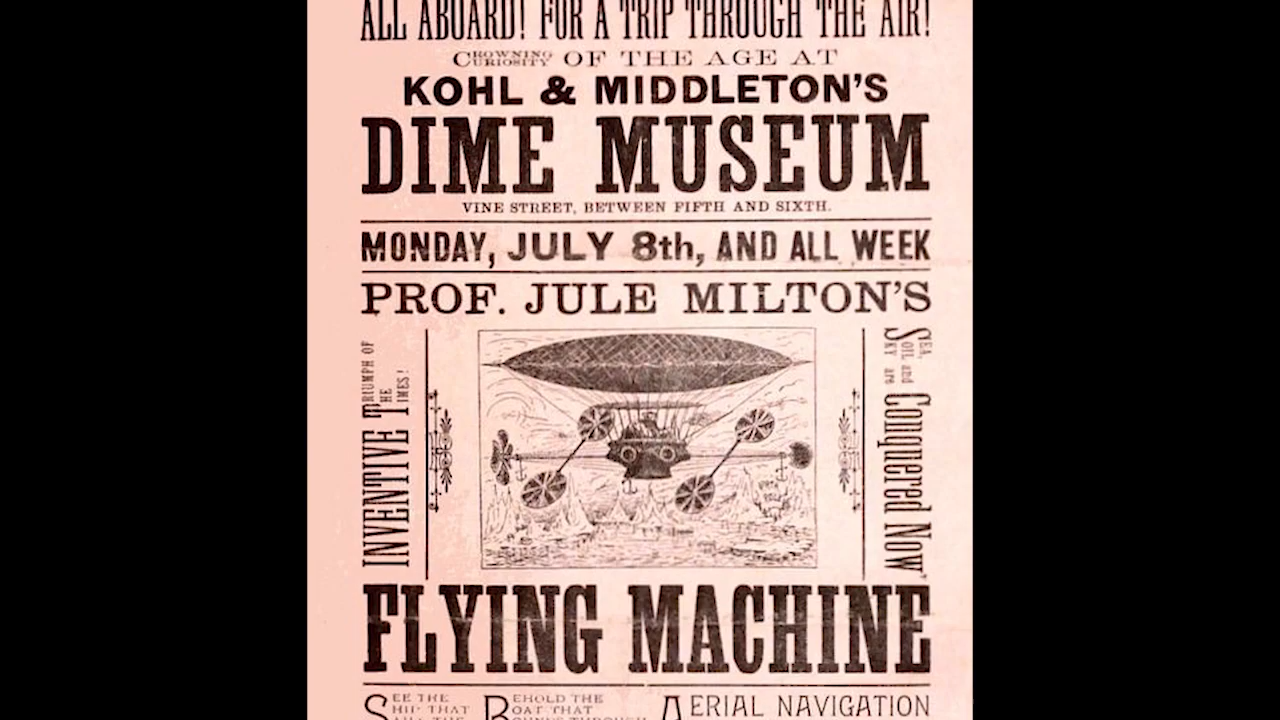 ALL ABOARD! FOR A TRIP THROUGH THE AIR!
CROWNING CURIOSITY OF THE AGE AT
KOHL & MIDDLETON'S
DIME MUSEUM
VINE STREET, BETWEEN FIFTH AND SIXTH.
MONDAY, JULY 8th, AND ALL WEEK
PROF. JULE MILTON'S
INVENTIVE TRIUMPH OF THE TIMES!
SEA, SOIL and SKY are Conquered Now
FLYING MACHINE
SEE THE
SHIP THAT
BEHOLD THE
BOAT THAT
AERIAL NAVIGATION